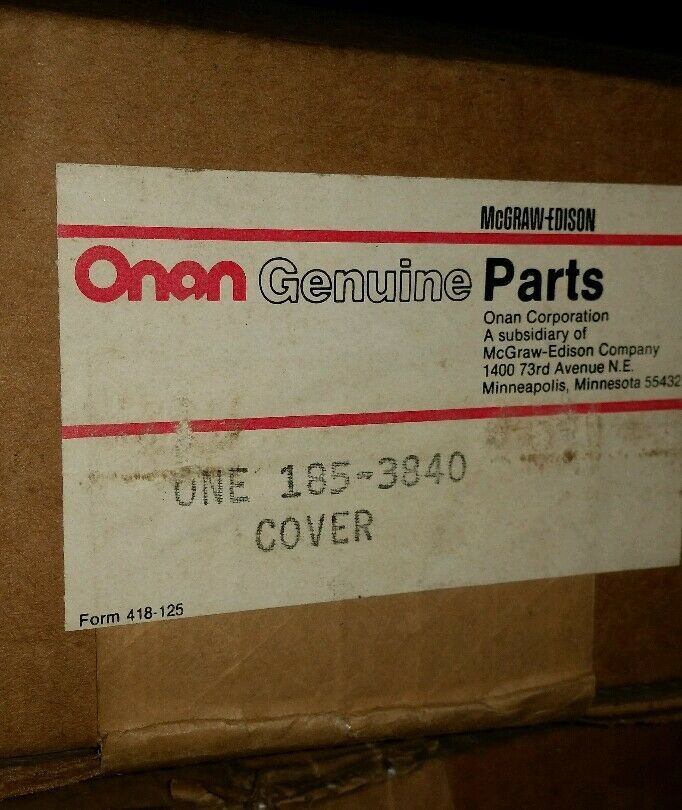 McGRAW-EDISON
Onan Genuine Parts
Onan Corporation
A subsidiary of
McGraw-Edison Company
1400 73rd Avenue N.E.
Minneapolis, Minnesota 55432
ONE 185-3840
COVER
Form 418-125